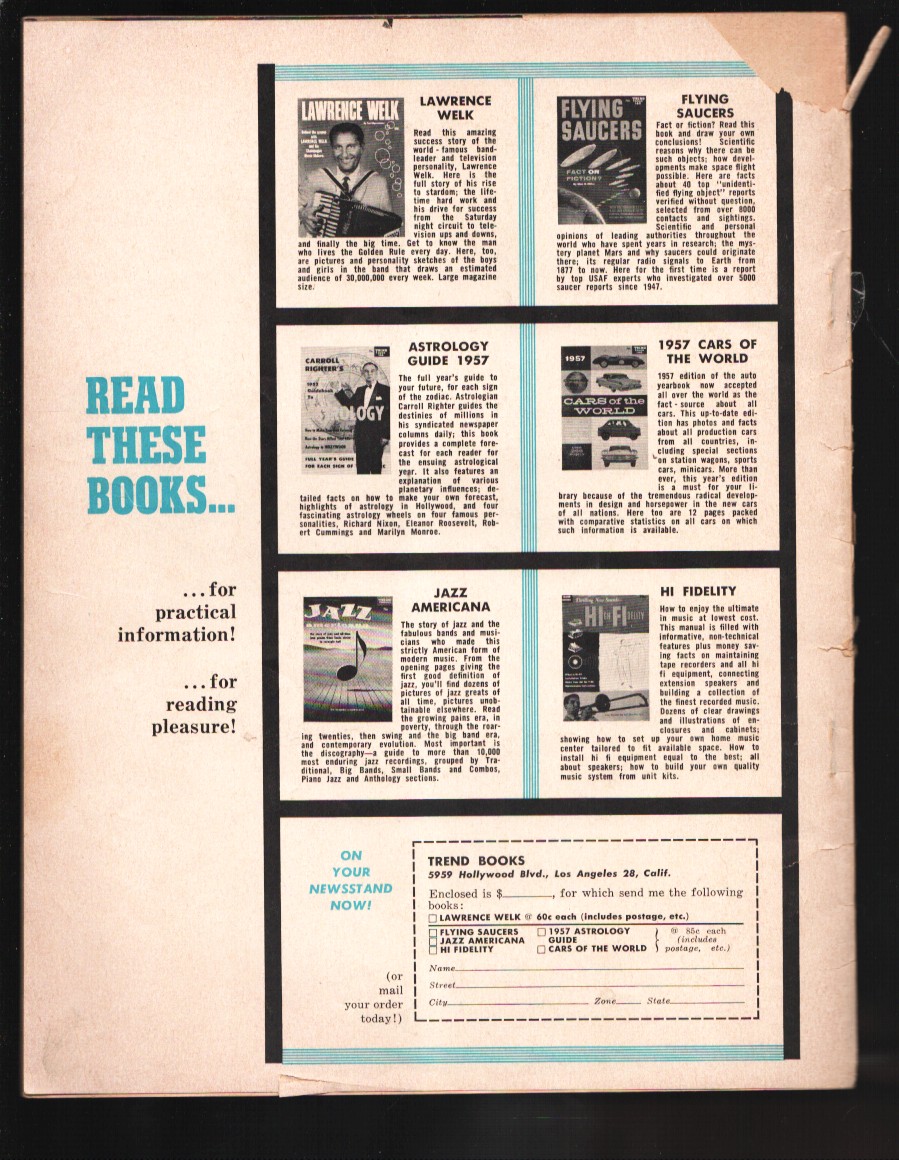 READ
THESE
BOOKS...
...for
practical
information!
...for
reading
pleasure!
LAWRENCE WELK
LAWRENCE
WELK
Read this amazing
success story of the
world - famous band-
leader and television
personality, Lawrence
Welk. Here is the
full story of his rise
to stardom; the life-
time hard work and
his drive for success
from the Saturday
night circuit to tele-
vision ups and downs,
and finally the big time. Get to know the man
who lives the Golden Rule every day. Here, too,
are pictures and personality sketches of the boys
and girls in the band that draws an estimated
audience of 30,000,000 every week. Large magazine
size.
FLYING
SAUCERS
FACT OR
FICTION?
FLYING
SAUCERS
Fact or fiction? Read this
book and draw your own
conclusions! Scientific
reasons why there can be
such objects; how devel-
opments make space flight
possible. Here are facts
about 40 top "unidenti-
fied flying object" reports
verified without question,
selected from over 8000
contacts and sightings.
Scientific and personal
opinions of leading authorities throughout the
world who have spent years in research; the mys-
tery planet Mars and why saucers could originate
there; its regular radio signals to Earth from
1877 to now. Here for the first time is a report
by top USAF experts who investigated over 5000
saucer reports since 1947.
CARROLL
RIGHTER'S
1957
Guidebook
To
ROLOGY
FULL YEAR'S GUIDE
FOR EACH SIGN OF
ASTROLOGY
GUIDE 1957
The full year's guide to
your future, for each sign
of the zodiac. Astrologian
Carroll Righter guides the
destinies of millions in
his syndicated newspaper
columns daily; this book
provides a complete fore-
cast for each reader for
the ensuing astrological
year. It also features an
explanation of various
planetary influences; de-
tailed facts on how to make your own forecast,
highlights of astrology in Hollywood, and four
fascinating astrology wheels on four famous per-
sonalities, Richard Nixon, Eleanor Roosevelt, Rob-
ert Cummings and Marilyn Monroe.
1957
CARS of the
WORLD
1957 CARS OF
THE WORLD
1957 edition of the auto
yearbook now accepted
all over the world as the
fact - source about all
cars. This up-to-date edi-
tion has photos and facts
about all production cars
from all countries, in-
cluding special sections
on station wagons, sports
cars, minicars. More than
ever, this year's edition
is a must for your li-
brary because of the tremendous radical develop-
ments in design and horsepower in the new cars
of all nations. Here too are 12 pages packed
with comparative statistics on all cars on which
such information is available.
JAZZ
americana
JAZZ
AMERICANA
The story of jazz and the
fabulous bands and musi-
cians who made this
strictly American form of
modern music. From the
opening pages giving the
first good definition of
jazz, you'll find dozens of
pictures of jazz greats of
all time, pictures unob-
tainable elsewhere. Read
the growing pains era, in
poverty, through the roar-
ing twenties, then swing and the big band era,
and contemporary evolution. Most important is
the discography—a guide to more than 10,000
most enduring jazz recordings, grouped by Tra-
ditional, Big Bands, Small Bands and Combos,
Piano Jazz and Anthology sections.
HI FIDELITY
HI FIDELITY
How to enjoy the ultimate
in music at lowest cost.
This manual is filled with
informative, non-technical
features plus money sav-
ing facts on maintaining
tape recorders and all hi
fi equipment, connecting
extension speakers and
building a collection of
the finest recorded music.
Dozens of clear drawings
and illustrations of en-
closures and cabinets;
showing how to set up your own home music
center tailored to fit available space. How to
install hi fi equipment equal to the best; all
about speakers; how to build your own quality
music system from unit kits.
ON
YOUR
NEWSSTAND
NOW!
(or
mail
your order
today!)
TREND BOOKS
5959 Hollywood Blvd., Los Angeles 28, Calif.
Enclosed is $________, for which send me the following
books:
LAWRENCE WELK @ 60c each (includes postage, etc.)
FLYING SAUCERS
JAZZ AMERICANA
HI FIDELITY
1957 ASTROLOGY
GUIDE
CARS OF THE WORLD
@ 85c each
(includes
postage, etc.)
Name
Street
City Zone State